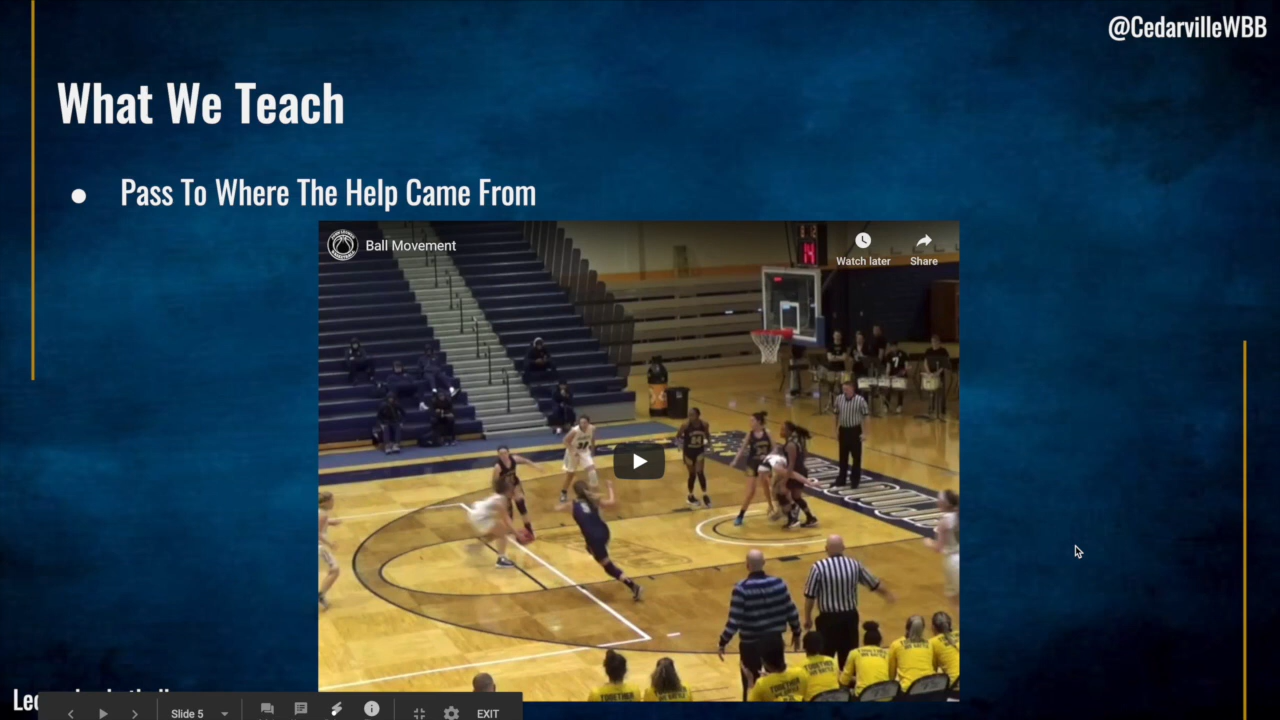 @CedarvilleWBB
What We Teach
● Pass To Where The Help Came From
Ball Movement
Watch later
Share
Slide 5
EXIT